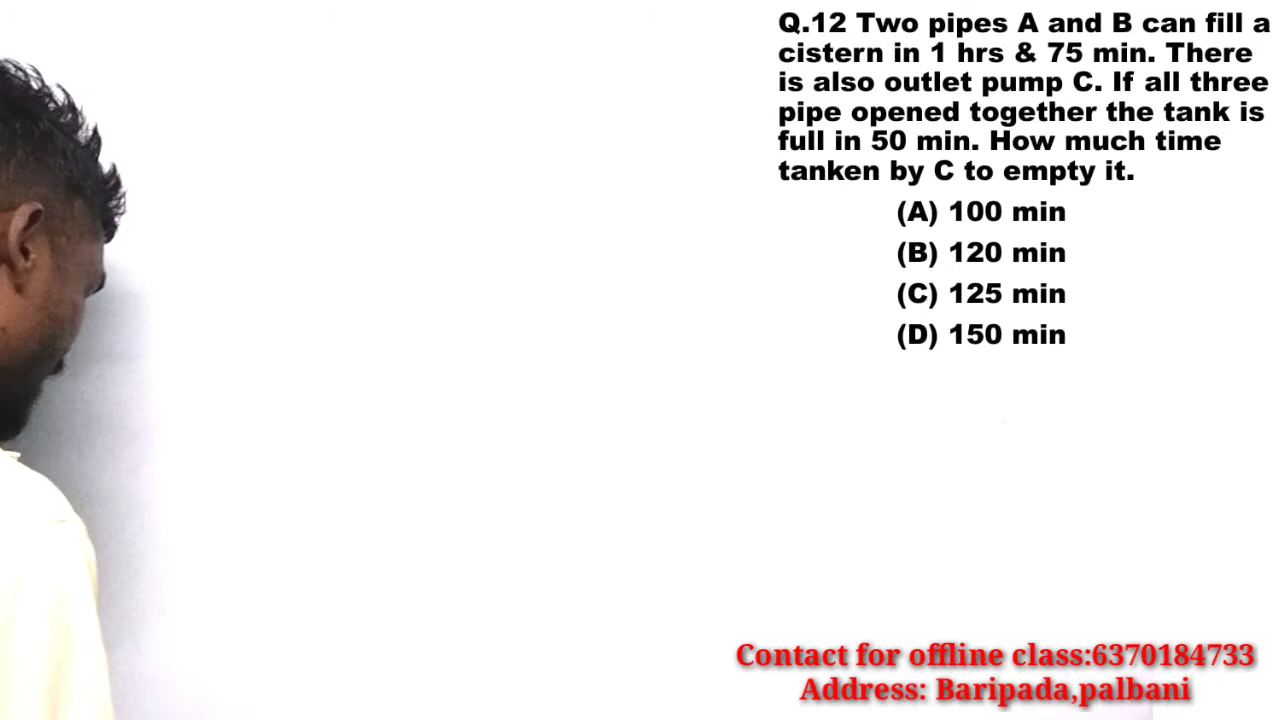 Q.12 Two pipes A and B can fill a
cistern in 1 hrs & 75 min. There
is also outlet pump C. If all three
pipe opened together the tank is
full in 50 min. How much time
tanken by C to empty it.
(A) 100 min
(B) 120 min
(C) 125 min
(D) 150 min
Contact for offline class:6370184733
Address: Baripada,palbani